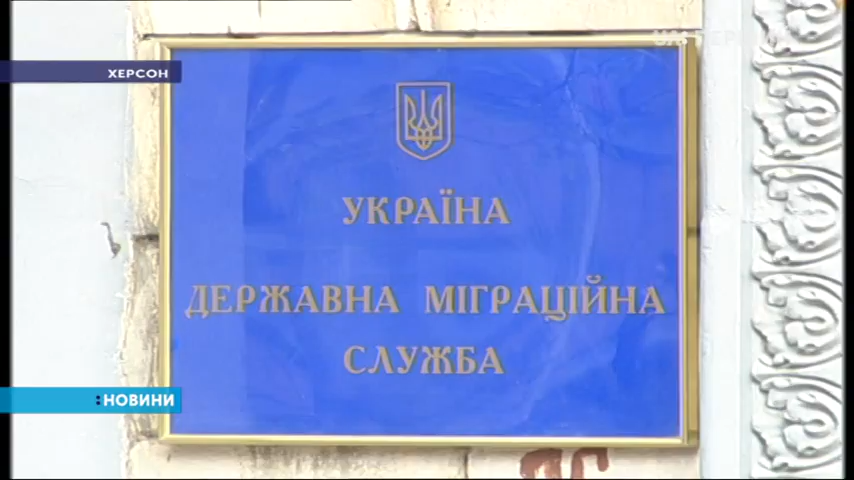 ХЕРСОН
УКРАЇНА
ДЕРЖАВНА МІГРАЦІЙНА
СЛУЖБА
:НОВИНИ